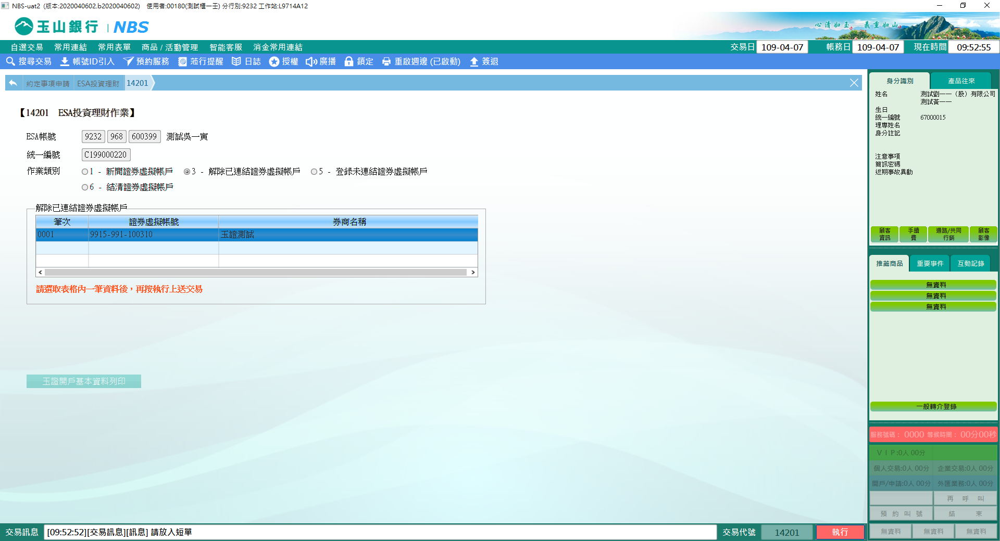 NBS-uat2 (版本:2020040602.b2020040602) 使用者:00180(測試櫃一王) 分行別:9232 工作站:L9714A12
玉山銀行 | NBS
心清如玉。義重如山。
自選交易 常用連結 常用表單 商品 / 活動管理 智能客服 消金常用連結
交易日 109-04-07 帳務日 109-04-07 現在時間 09:52:55
搜尋交易 帳號ID引入 預約服務 蒞行提醒 日誌 授權 廣播 鎖定 重啟週邊 (已啟動) 簽退
約定事項申請 ESA投資理財 14201
【14201 ESA投資理財作業】
ESA帳號 9232 968 600399 測試吳一寅
統一編號 C199000220
作業類別 1 - 新開證券虛擬帳戶 3 - 解除已連結證券虛擬帳戶 5 - 登錄未連結證券虛擬帳戶
6 - 結清證券虛擬帳戶
解除已連結證券虛擬帳戶
筆次 證券虛擬帳號 券商名稱
0001 9915-991-100310 玉證測試
請選取表格內一筆資料後，再按執行上送交易
玉證開戶基本資料列印
身分識別 產品往來
姓名 測試劉一一（股）有限公司
測試黃一一
生日
統一編號 67000015
理專姓名
身分註記
注意事項
簡訊密碼
近期事故異動
顧客資訊 手續費 通路/共同行銷 顧客影像
推薦商品 重要事件 互動記錄
無資料
無資料
無資料
一般轉介登錄
服務號碼： 0000 等候時間： 00分00秒
ＶＩＰ:0人 00分
個人交易:0人 00分 企業交易:0人 00分
開戶/申請:0人 00分 外匯業務:0人 00分
再 呼 叫
預 約 叫 號 結 束
無資料 無資料 無資料
交易訊息 [09:52:52][交易訊息][訊息] 請放入短單 交易代號 14201 執行